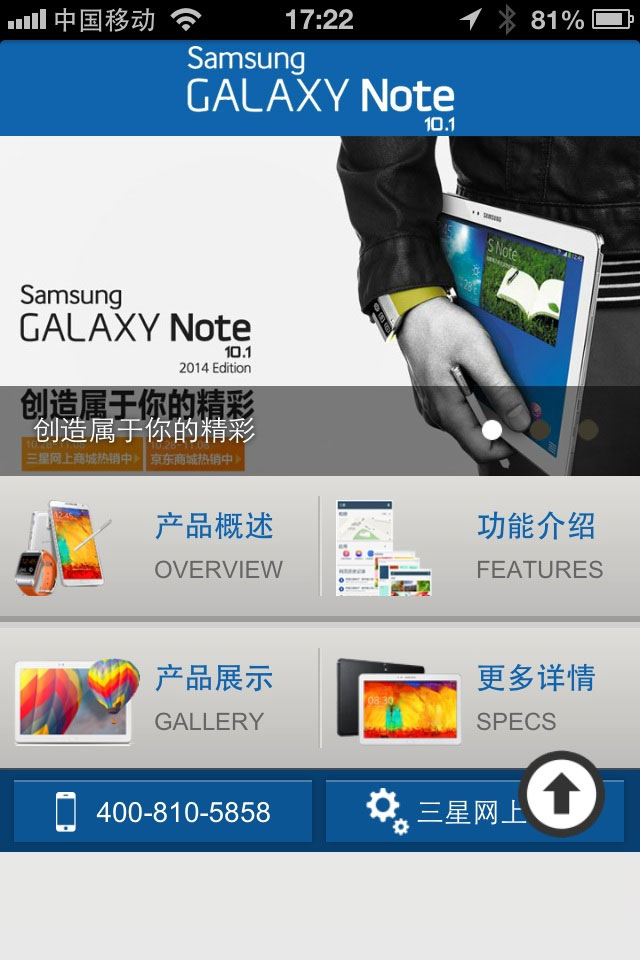 中国移动 17:22 81%
Samsung
GALAXY Note
10.1
SAMSUNG
S Note
Samsung
GALAXY Note
10.1
2014 Edition
创造属于你的精彩
创造属于你的精彩
三星网上商城热销中
京东商城热销中
产品概述
OVERVIEW
功能介绍
FEATURES
产品展示
GALLERY
08:30
更多详情
SPECS
400-810-5858
三星网上